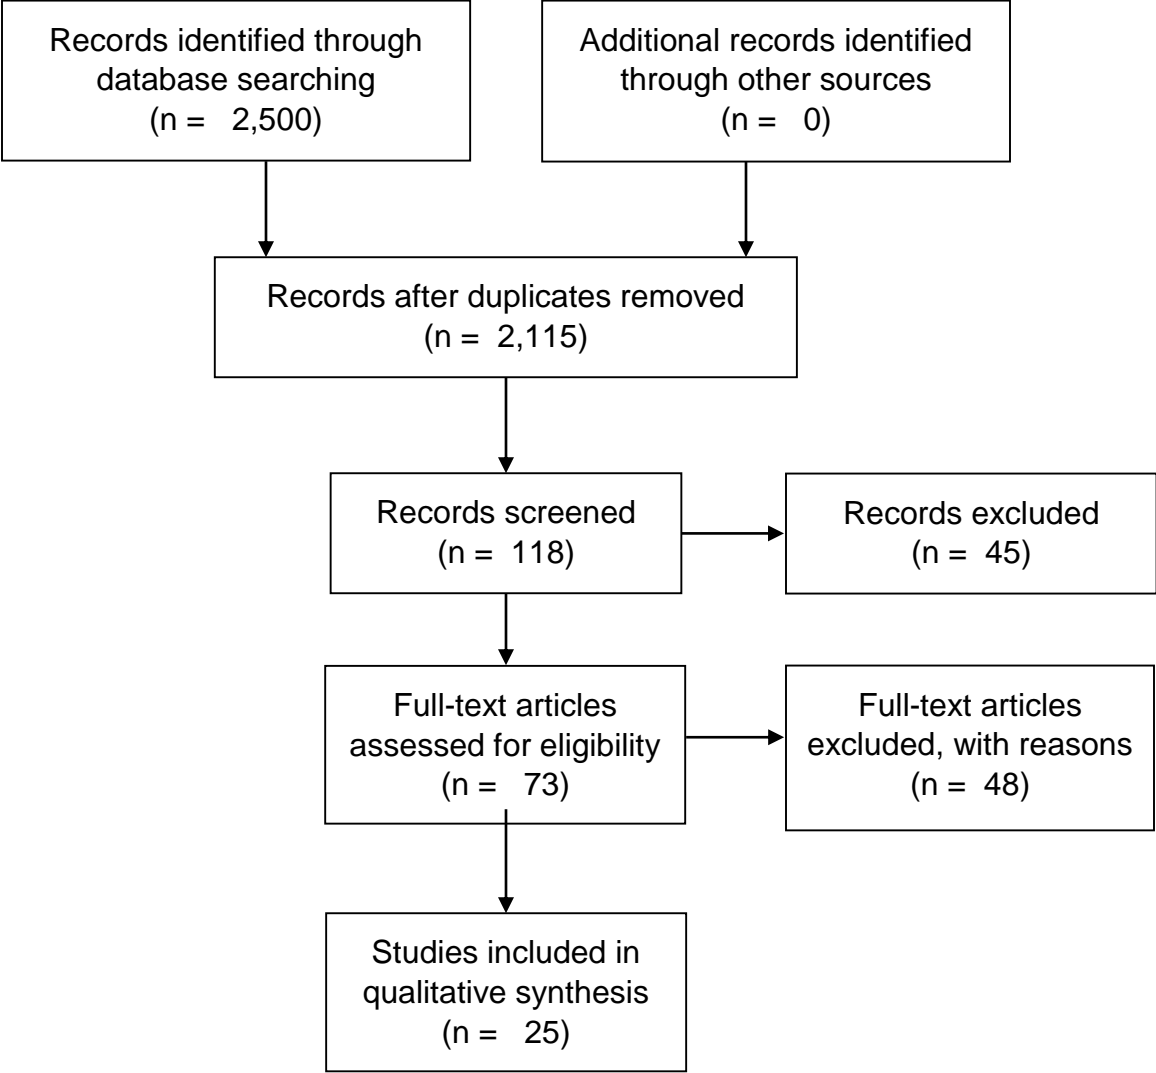 Records identified through
database searching
(n =   2,500)
Additional records identified
through other sources
(n =   0)
Records after duplicates removed
(n =  2,115)
Records screened
(n =  118)
Records excluded
(n =  45)
Full-text articles
assessed for eligibility
(n =   73)
Full-text articles
excluded, with reasons
(n =  48)
Studies included in
qualitative synthesis
(n =   25)